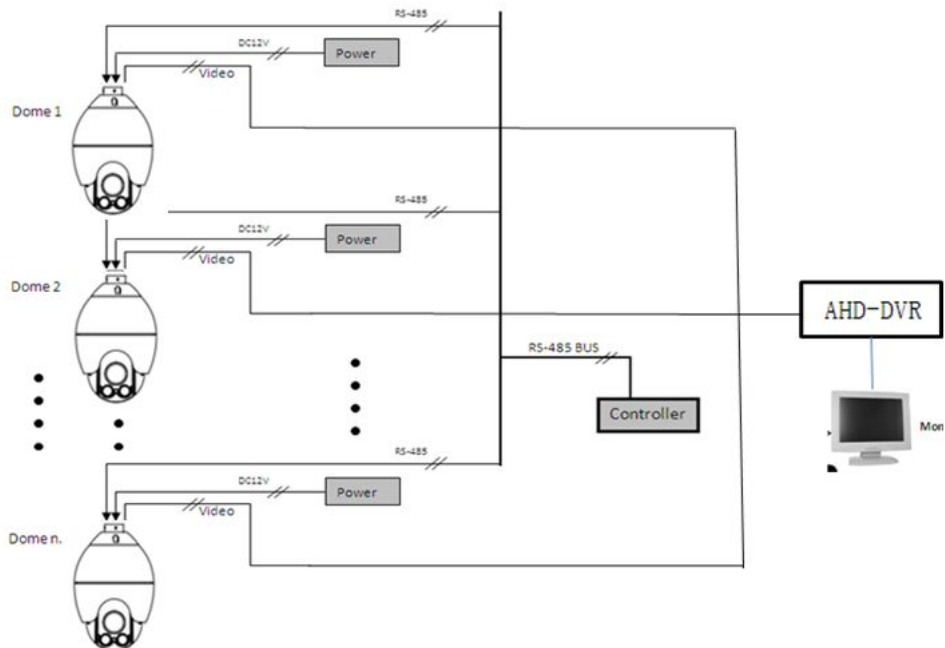 RS-485
DC12V
Power
Video
Dome 1
RS-485
DC12V
Power
Video
Dome 2
AHD-DVR
RS-485 BUS
Controller
Mon
RS-485
DC12V
Power
Video
Dome n.